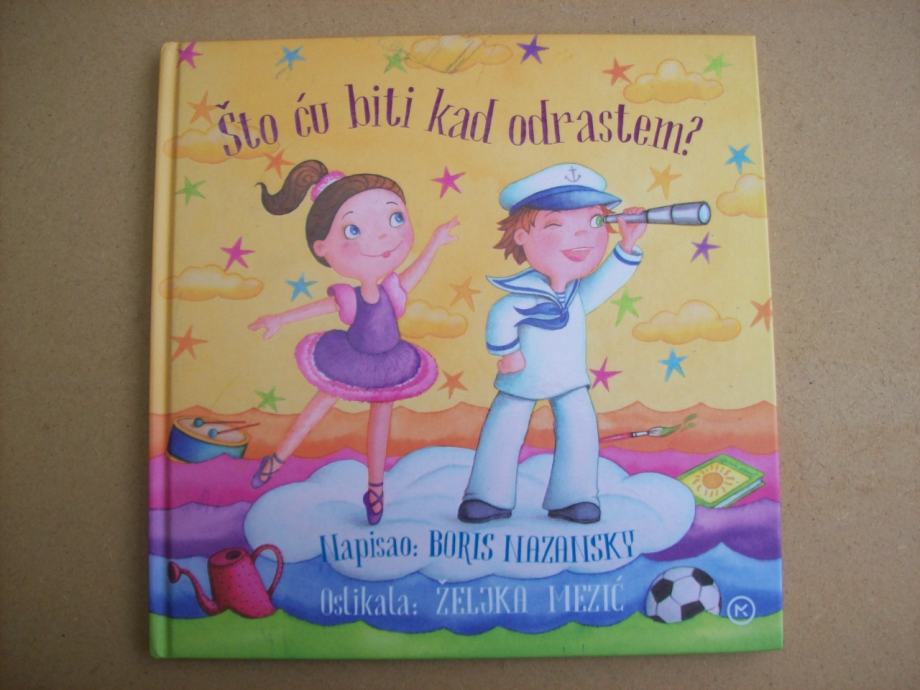 Što ću biti kad odrastem?
Napisao: BORIS NAZANSKY
Oslikala: ŽELJKA MEZIĆ